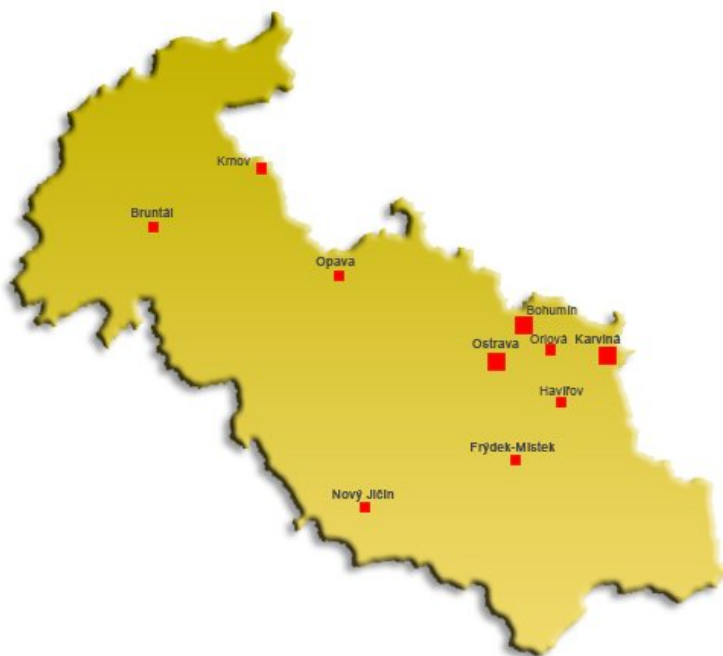 Krnov
Bruntál
Opava
Bohumín
Ostrava
Orlová
Karviná
Havířov
Frýdek-Místek
Nový Jičín